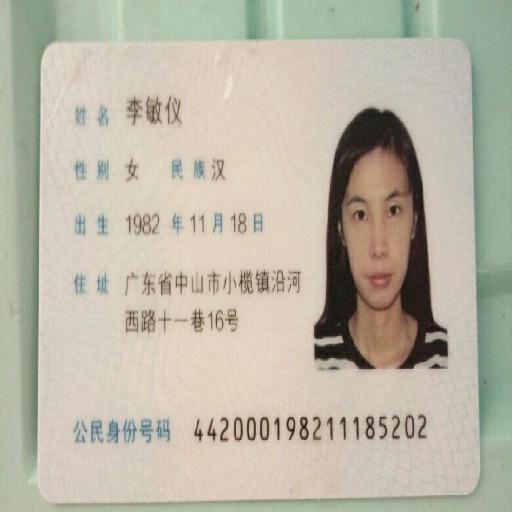 姓名 李敏仪
性别 女 民族 汉
出生 1982 年 11 月 18 日
住址 广东省中山市小榄镇沿河
西路十一巷16号
公民身份号码 442000198211185202